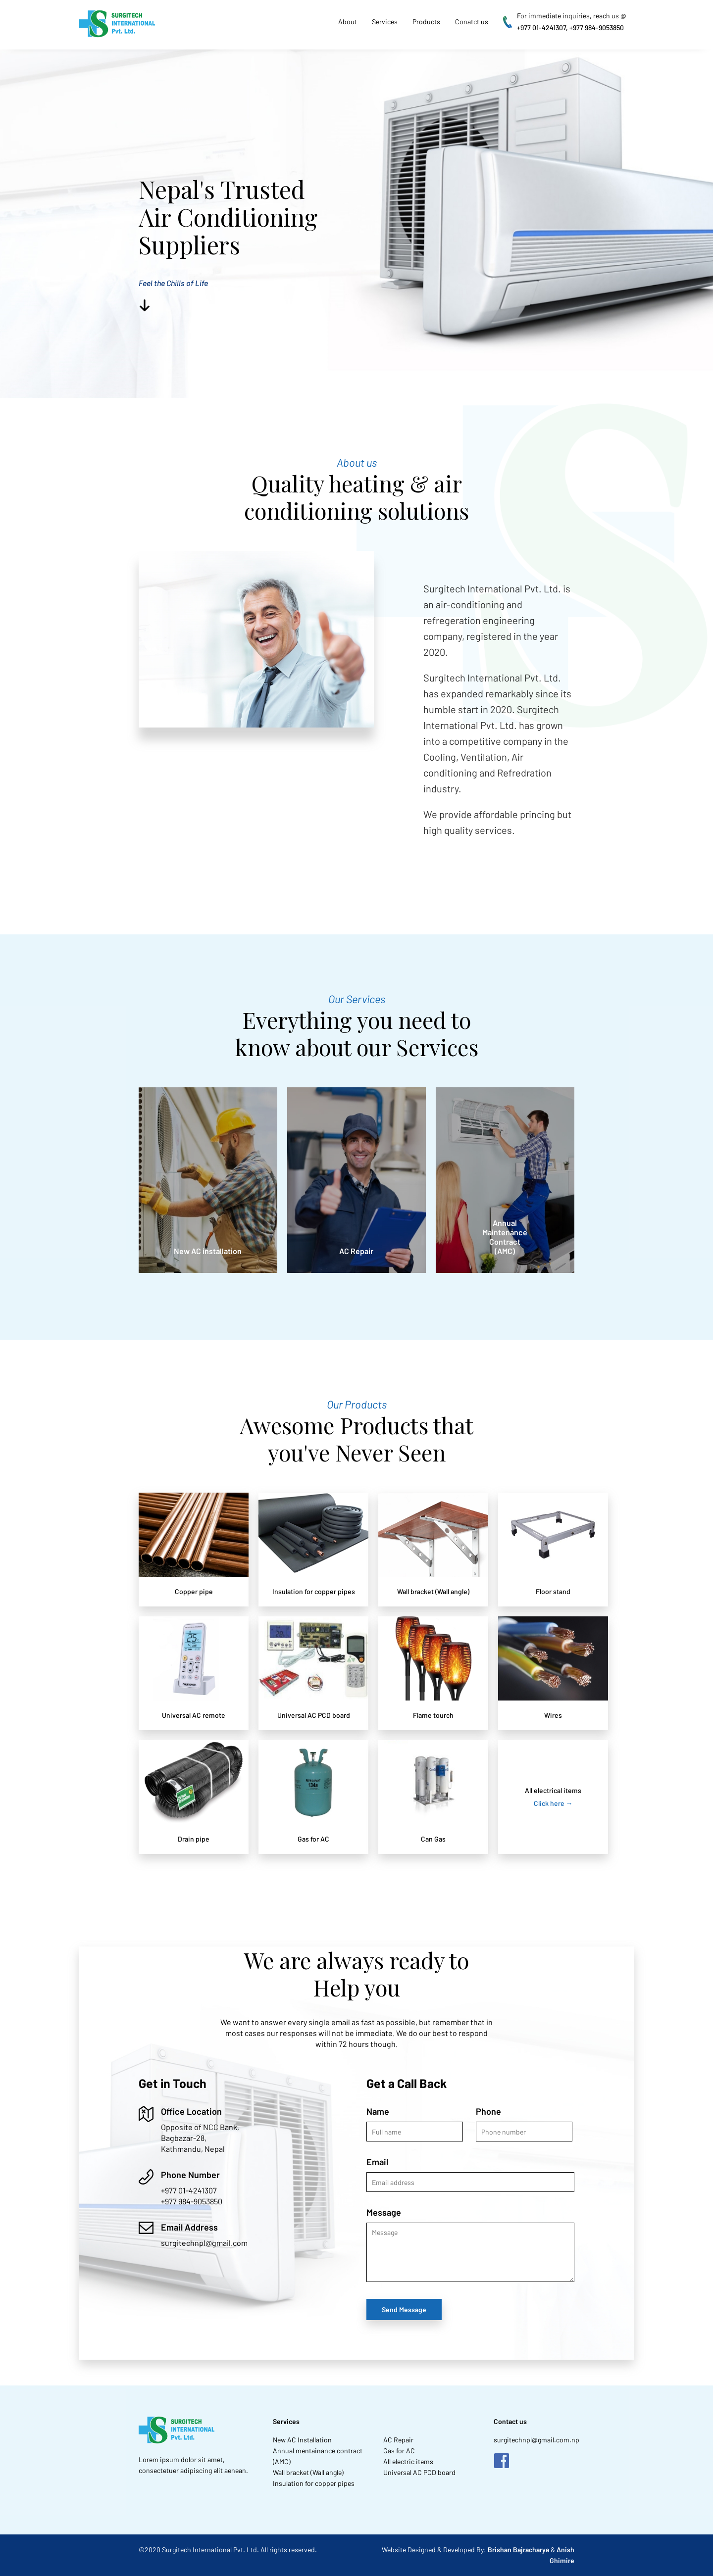 SURGITECH
INTERNATIONAL
Pvt. Ltd.
About
Services
Products
Conatct us
For immediate inquiries, reach us @
+977 01-4241307, +977 984-9053850
Nepal's Trusted
Air Conditioning
Suppliers
Feel the Chills of Life
About us
Quality heating & air
conditioning solutions
Surgitech International Pvt. Ltd. is
an air-conditioning and
refregeration engineering
company, registered in the year
2020.
Surgitech International Pvt. Ltd.
has expanded remarkably since its
humble start in 2020. Surgitech
International Pvt. Ltd. has grown
into a competitive company in the
Cooling, Ventilation, Air
conditioning and Refredration
industry.
We provide affordable princing but
high quality services.
Our Services
Everything you need to
know about our Services
New AC installation
AC Repair
Annual
Maintenance
Contract
(AMC)
Our Products
Awesome Products that
you've Never Seen
Copper pipe
Insulation for copper pipes
Wall bracket (Wall angle)
Floor stand
Universal AC remote
Universal AC PCD board
Flame tourch
Wires
Drain pipe
Gas for AC
Can Gas
All electrical items
Click here →
We are always ready to
Help you
We want to answer every single email as fast as possible, but remember that in
most cases our responses will not be immediate. We do our best to respond
within 72 hours though.
Get in Touch
Office Location
Opposite of NCC Bank,
Bagbazar-28,
Kathmandu, Nepal
Phone Number
+977 01-4241307
+977 984-9053850
Email Address
surgitechnpl@gmail.com
Get a Call Back
Name
Phone
Full name
Phone number
Email
Email address
Message
Message
Send Message
SURGITECH
INTERNATIONAL
Pvt. Ltd.
Lorem ipsum dolor sit amet,
consectetuer adipiscing elit aenean.
Services
New AC Installation
Annual mentainance contract
(AMC)
Wall bracket (Wall angle)
Insulation for copper pipes
AC Repair
Gas for AC
All electric items
Universal AC PCD board
Contact us
surgitechnpl@gmail.com.np
©2020 Surgitech International Pvt. Ltd. All rights reserved.
Website Designed & Developed By: Brishan Bajracharya & Anish
Ghimire